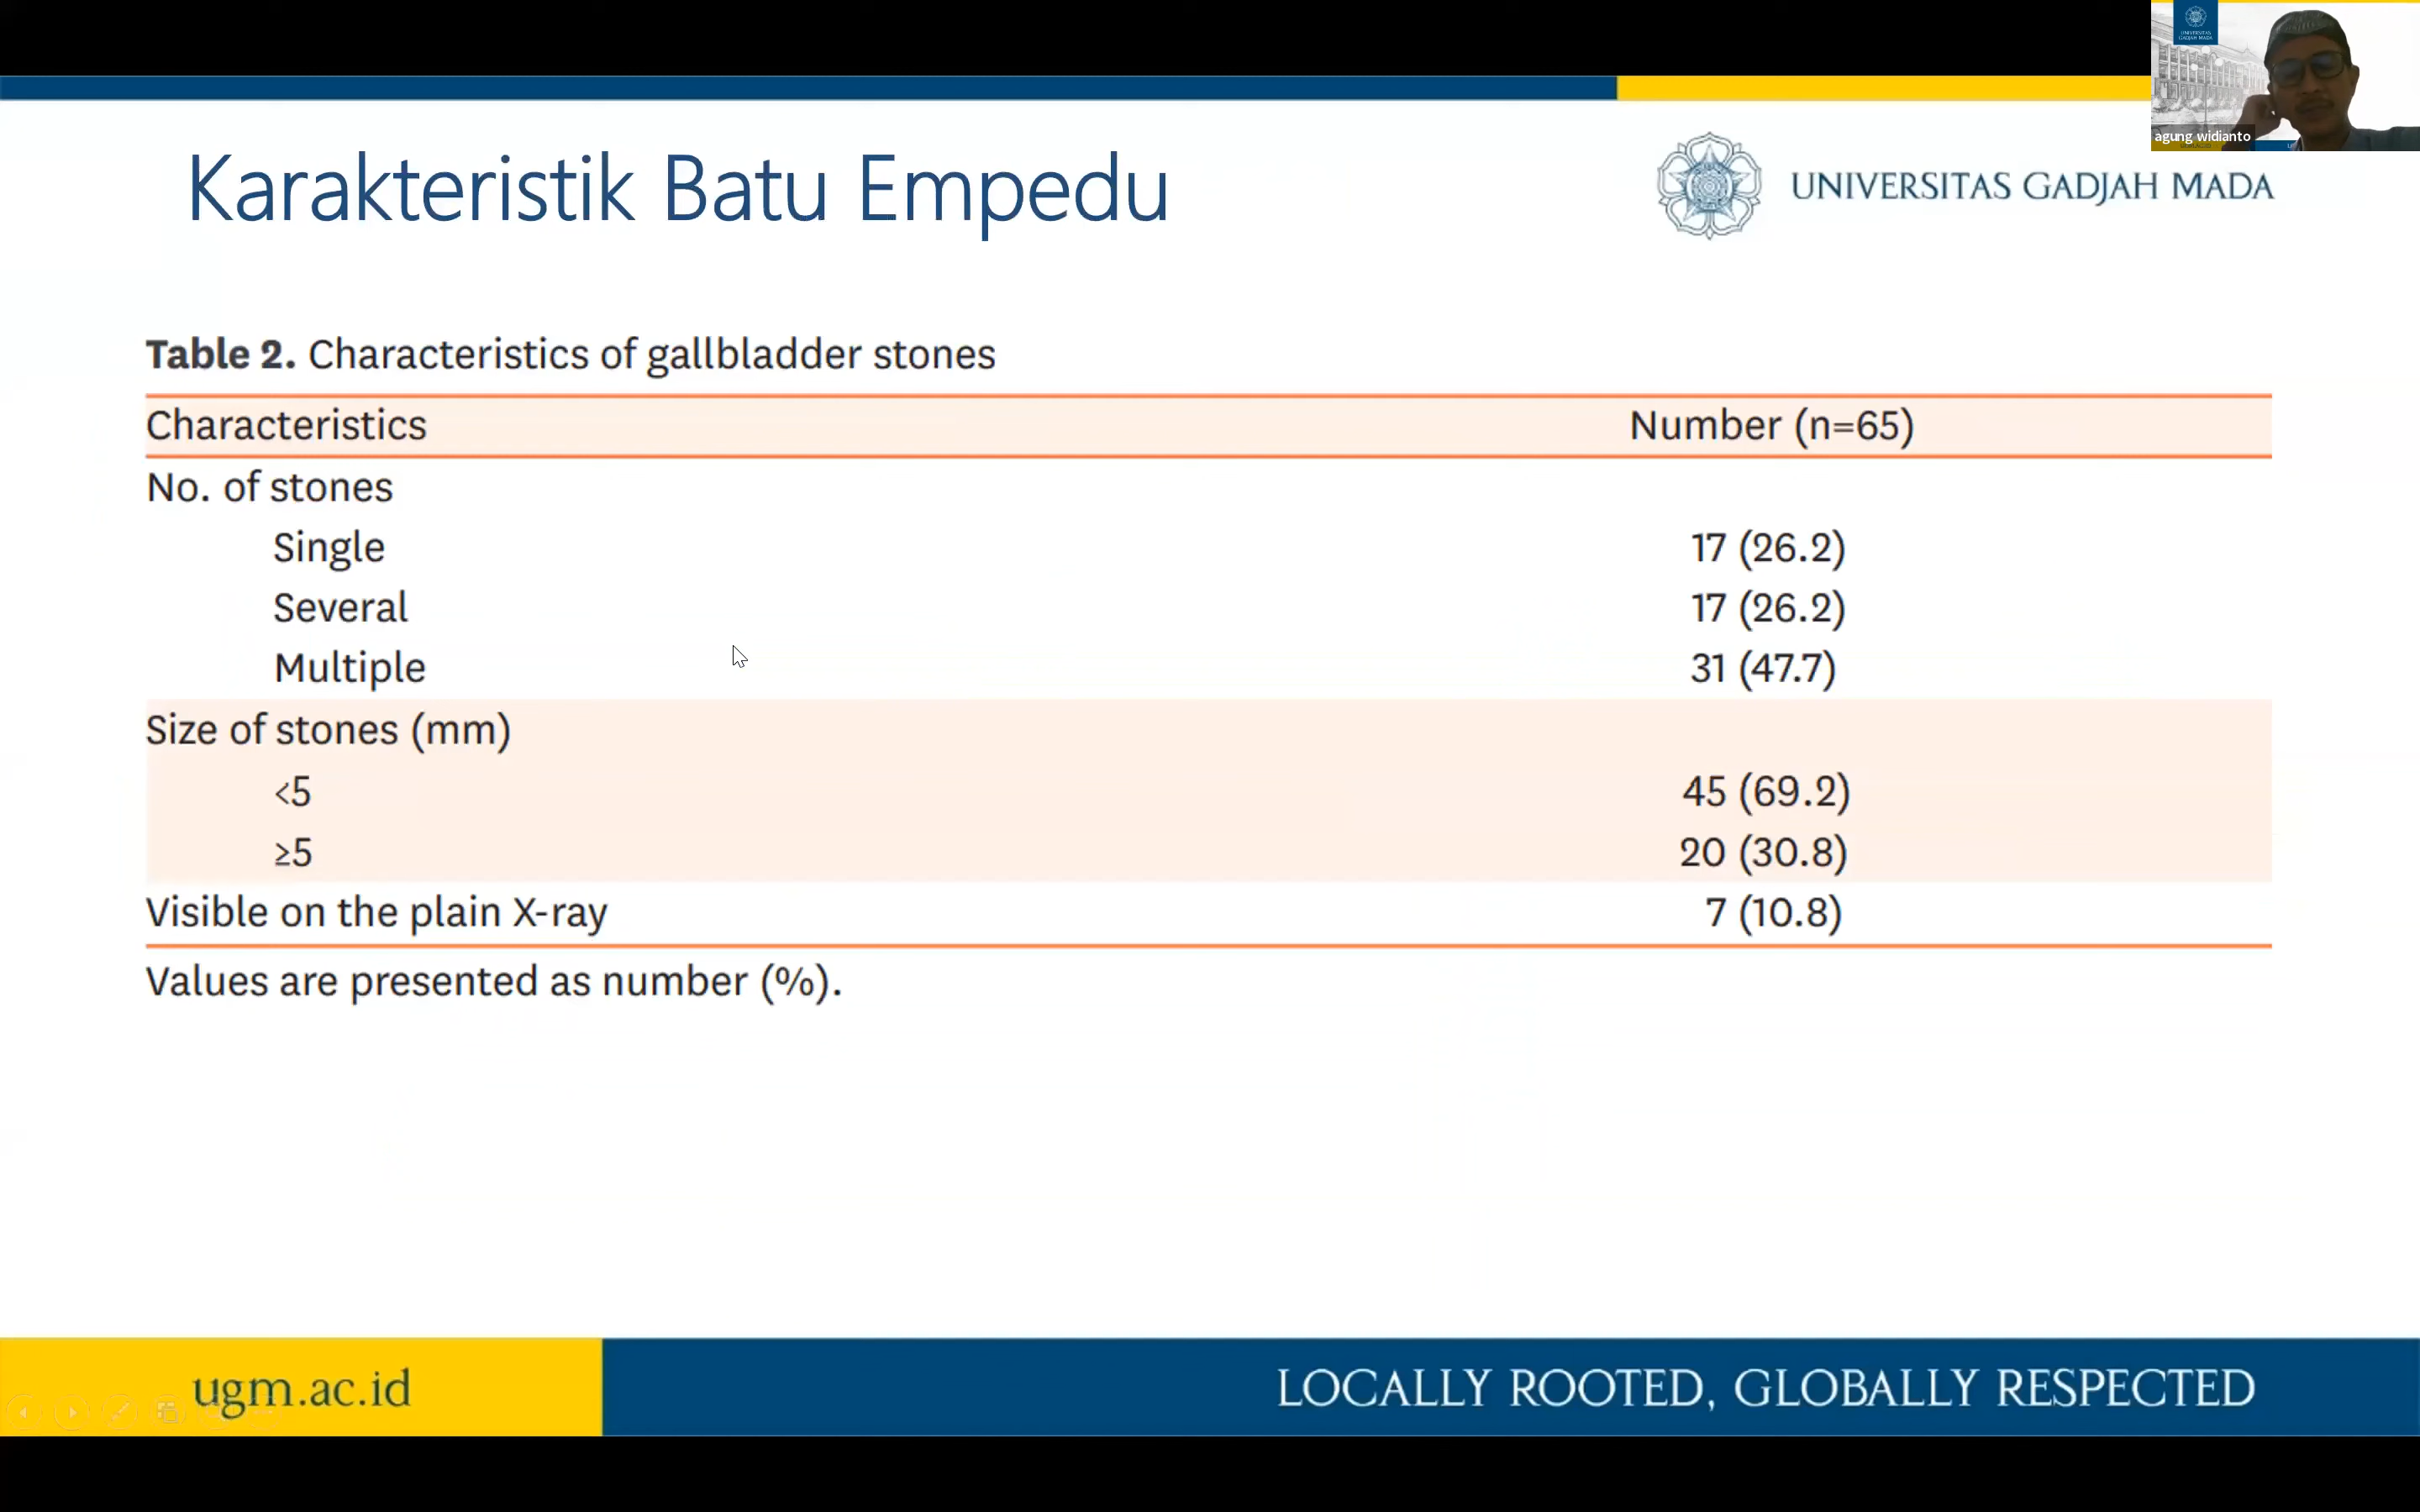 UNIVERSITAS GADJAH MADA
agung widianto
Karakteristik Batu Empedu
UNIVERSITAS GADJAH MADA
Table 2. Characteristics of gallbladder stones
Characteristics Number (n=65)
No. of stones
Single 17 (26.2)
Several 17 (26.2)
Multiple 31 (47.7)
Size of stones (mm)
<5 45 (69.2)
≥5 20 (30.8)
Visible on the plain X-ray 7 (10.8)
Values are presented as number (%).
ugm.ac.id LOCALLY ROOTED, GLOBALLY RESPECTED